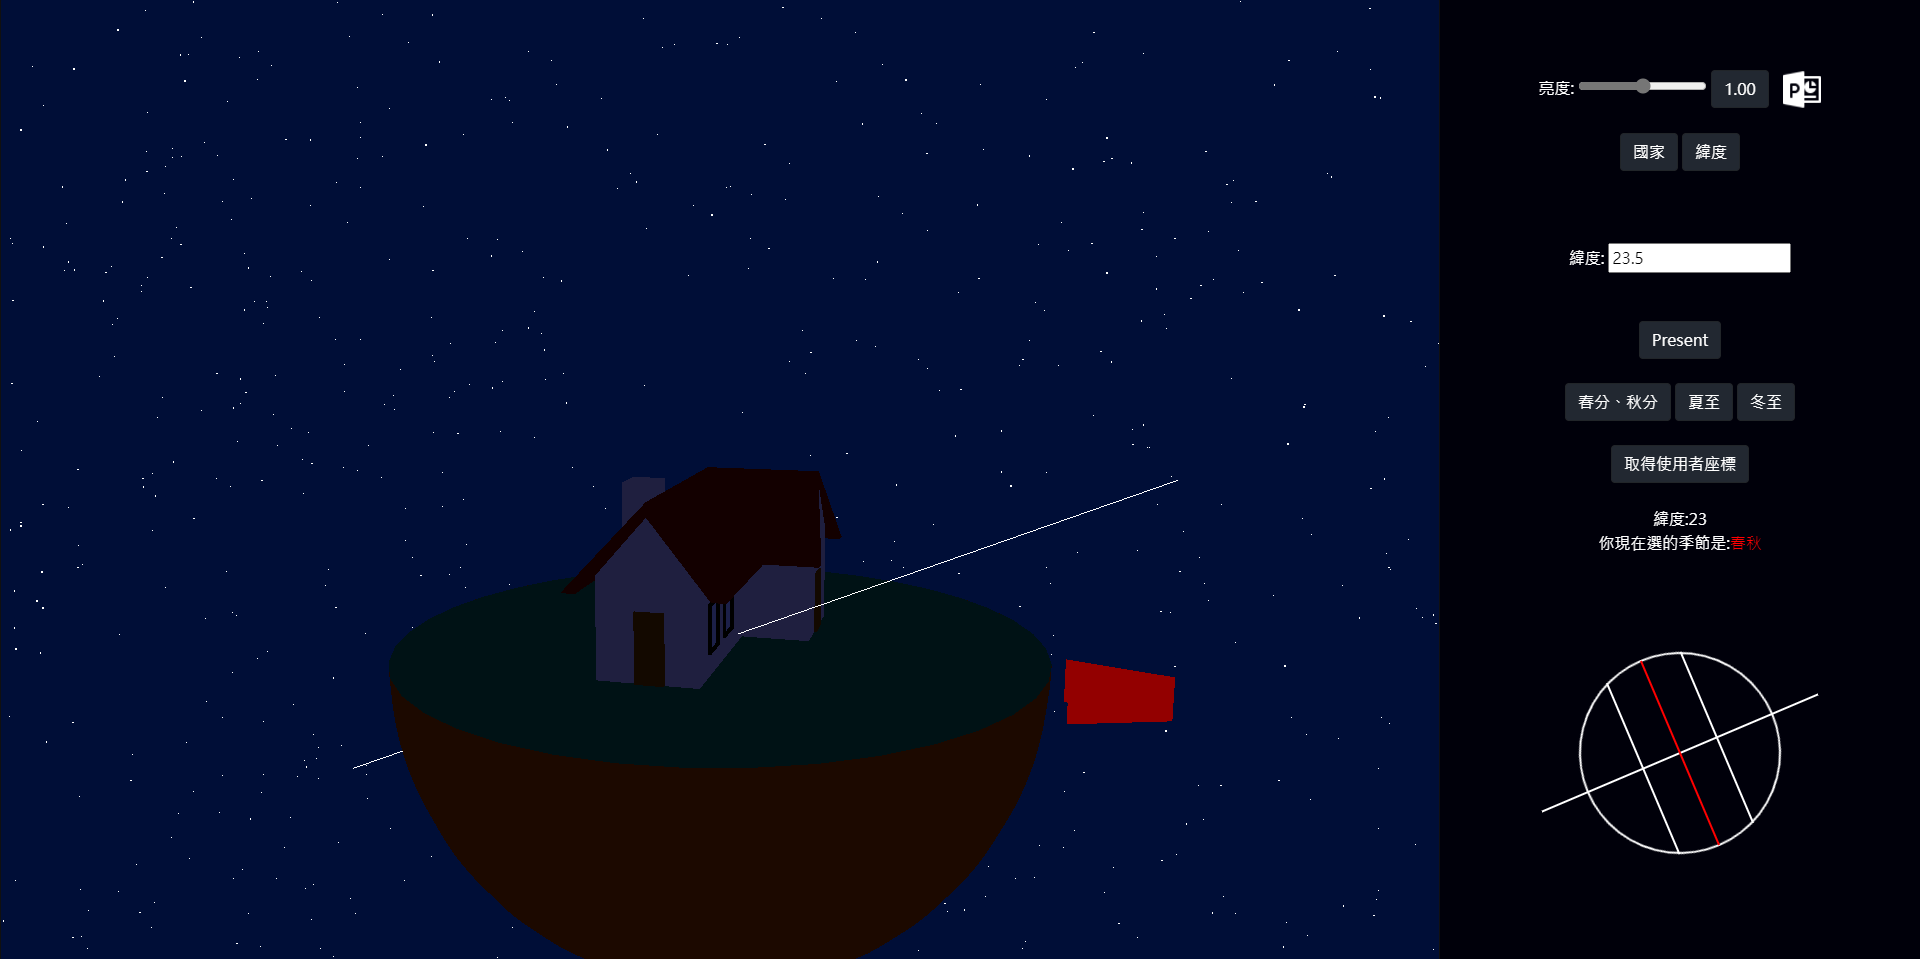 亮度: 1.00 P
國家 緯度
緯度: 23.5
Present
春分、秋分 夏至 冬至
取得使用者座標
緯度:23
你現在選的季節是:春秋